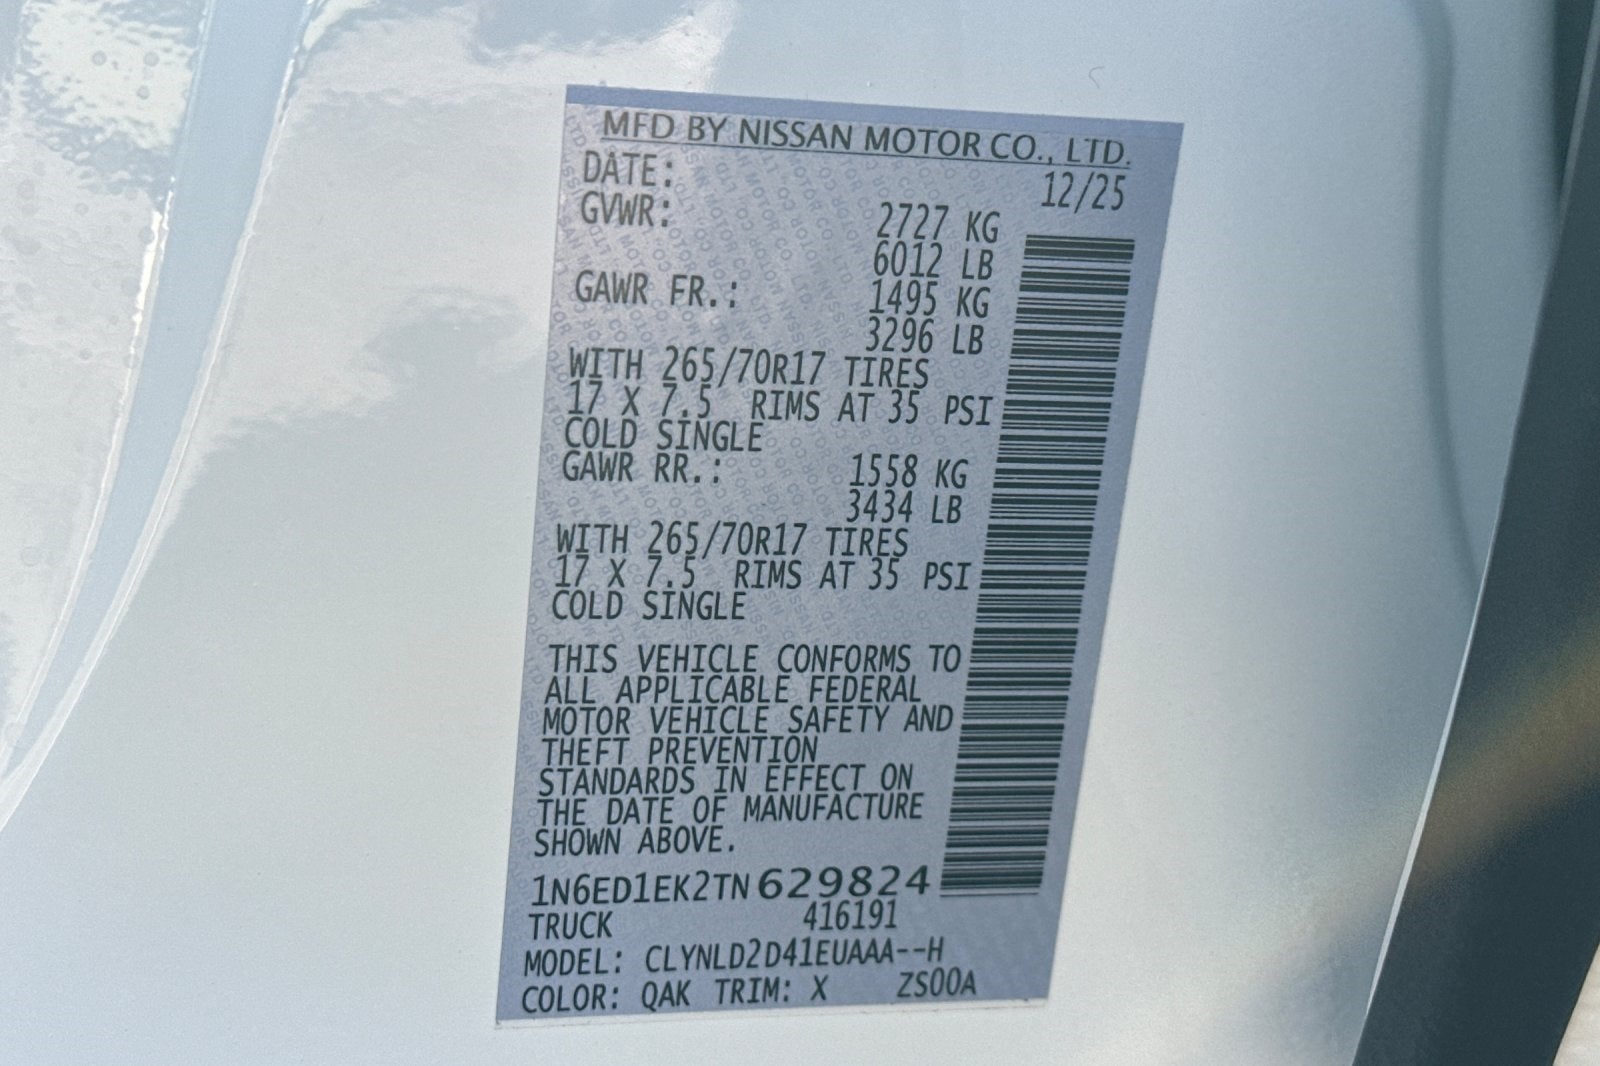 MFD BY NISSAN MOTOR CO., LTD.
DATE: 12/25
GVWR: 2727 KG
6012 LB
GAWR FR.: 1495 KG
3296 LB
WITH 265/70R17 TIRES
17 X 7.5 RIMS AT 35 PSI
COLD SINGLE
GAWR RR.: 1558 KG
3434 LB
WITH 265/70R17 TIRES
17 X 7.5 RIMS AT 35 PSI
COLD SINGLE
THIS VEHICLE CONFORMS TO
ALL APPLICABLE FEDERAL
MOTOR VEHICLE SAFETY AND
THEFT PREVENTION
STANDARDS IN EFFECT ON
THE DATE OF MANUFACTURE
SHOWN ABOVE.
1N6ED1EK2TN629824
TRUCK 416191
MODEL: CLYNLD2D41EUAAA--H
COLOR: QAK TRIM: X ZS00A